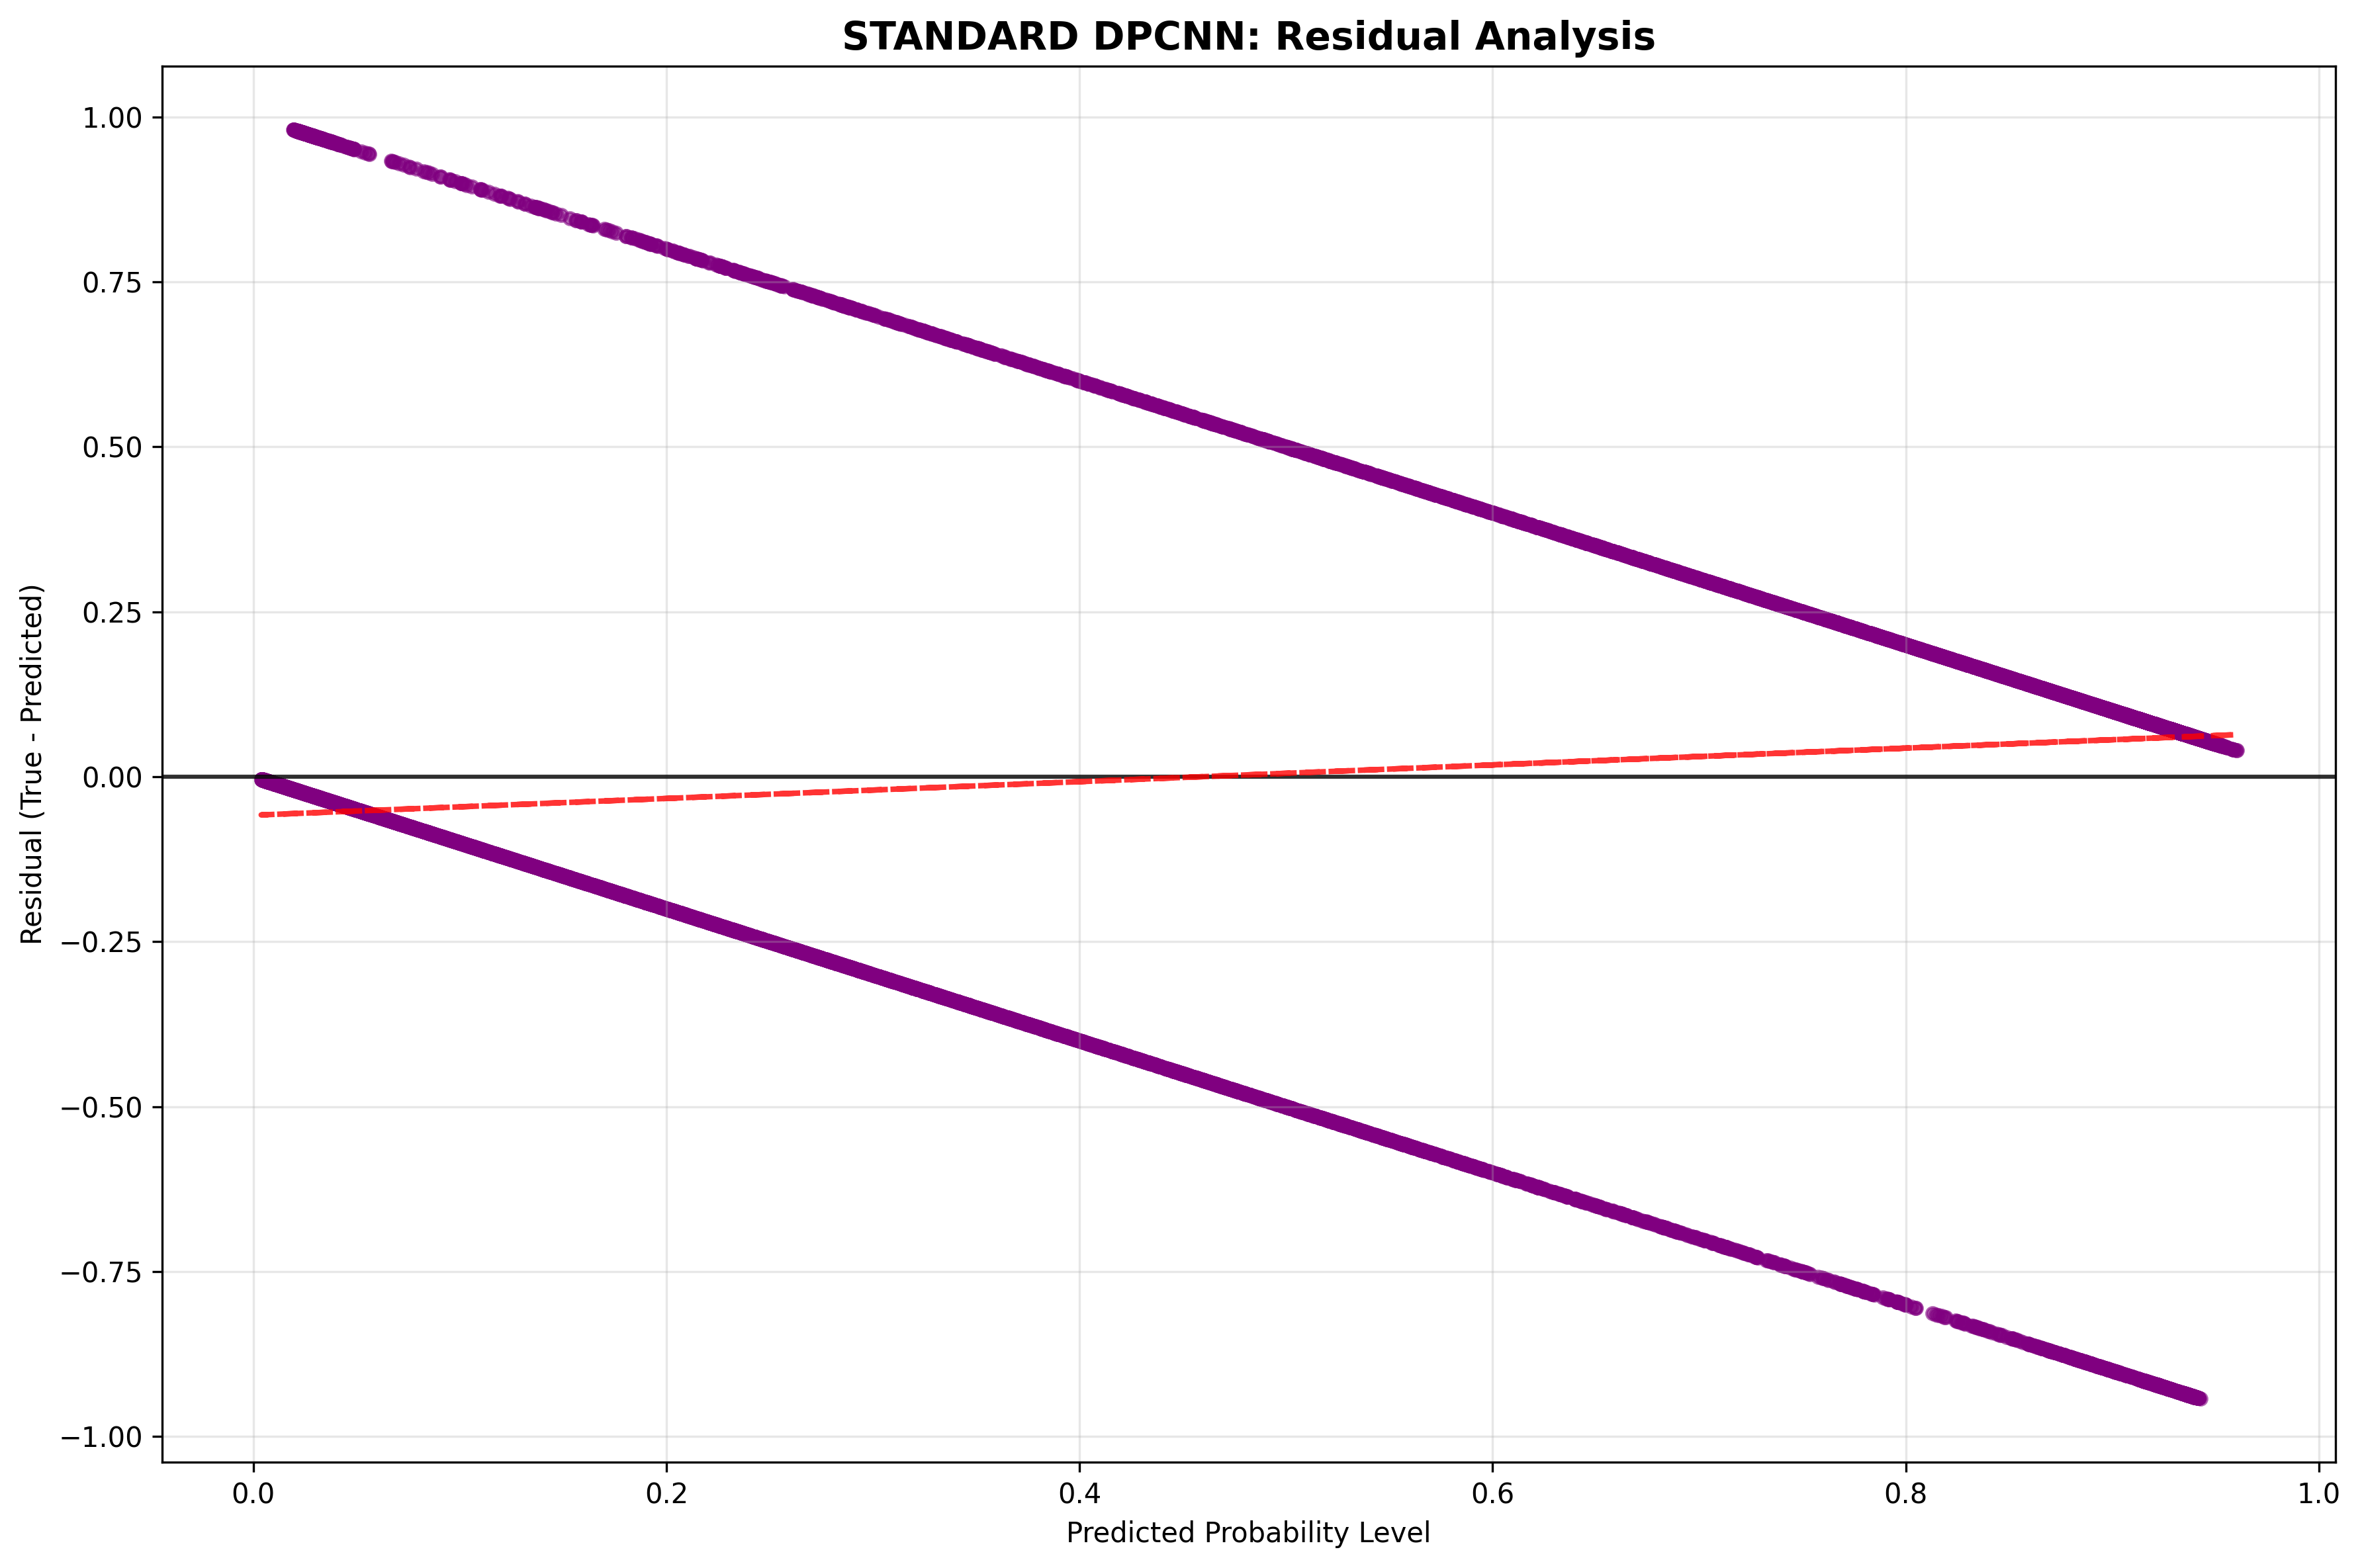 STANDARD DPCNN: Residual Analysis
1.00
0.75
0.50
0.25
0.00
−0.25
−0.50
−0.75
−1.00
Residual (True - Predicted)
0.0 0.2 0.4 0.6 0.8 1.0
Predicted Probability Level